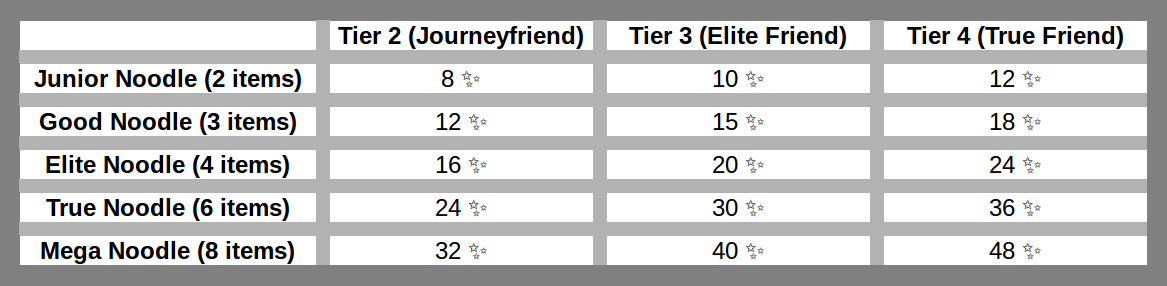 Tier 2 (Journeyfriend) Tier 3 (Elite Friend) Tier 4 (True Friend)
Junior Noodle (2 items) 8 ✨ 10 ✨ 12 ✨
Good Noodle (3 items) 12 ✨ 15 ✨ 18 ✨
Elite Noodle (4 items) 16 ✨ 20 ✨ 24 ✨
True Noodle (6 items) 24 ✨ 30 ✨ 36 ✨
Mega Noodle (8 items) 32 ✨ 40 ✨ 48 ✨